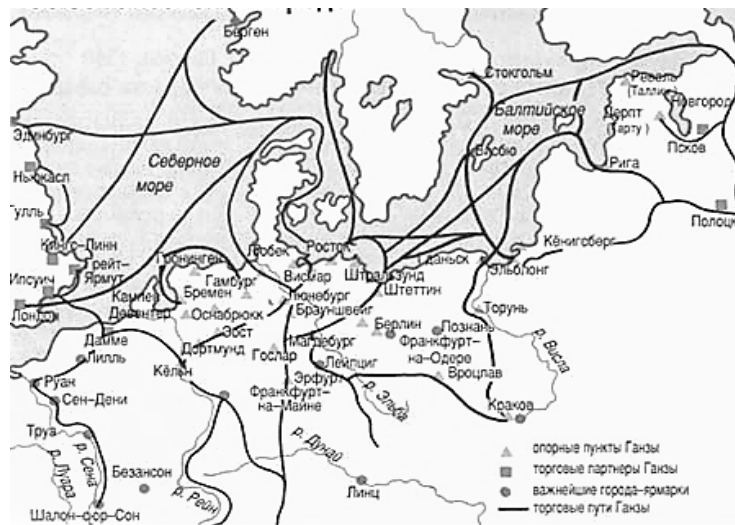 Берген
Стокгольм
Ревель
(Таллин)
Новгород
Балтийское
море
Дерпт
(Тарту)
Эдинбург
Псков
Северное
море
Висбю
Рига
Ньюкасл
Полоцк
Гулль
Кингс-Линн
Грейт-
Ярмут
Гронинген
Любек
Росток
Гданьск
Кёнигсберг
Ипсуич
Гамбург
Висмар
Штральзунд
Эльблонг
Кампен
Бремен
Люнебург
Штеттин
Лондон
Девентер
Оснабрюкк
Брауншвейг
Торунь
Дамме
Эост
Магдебург
Берлин
Познань
Лилль
Дортмунд
Гослар
Франкфурт-
на-Одере
р. Висла
Кёльн
Лейпциг
Руан
Эрфурт
Вроцлав
Сен-Дени
Франкфурт-
на-Майне
р. Эльба
Краков
Труа
р. Сена
р. Луара
Безансон
р. Рейн
р. Дунай
Линц
Шалон-фор-Сон
опорные пункты Ганзы
торговые партнеры Ганзы
важнейшие города-ярмарки
торговые пути Ганзы